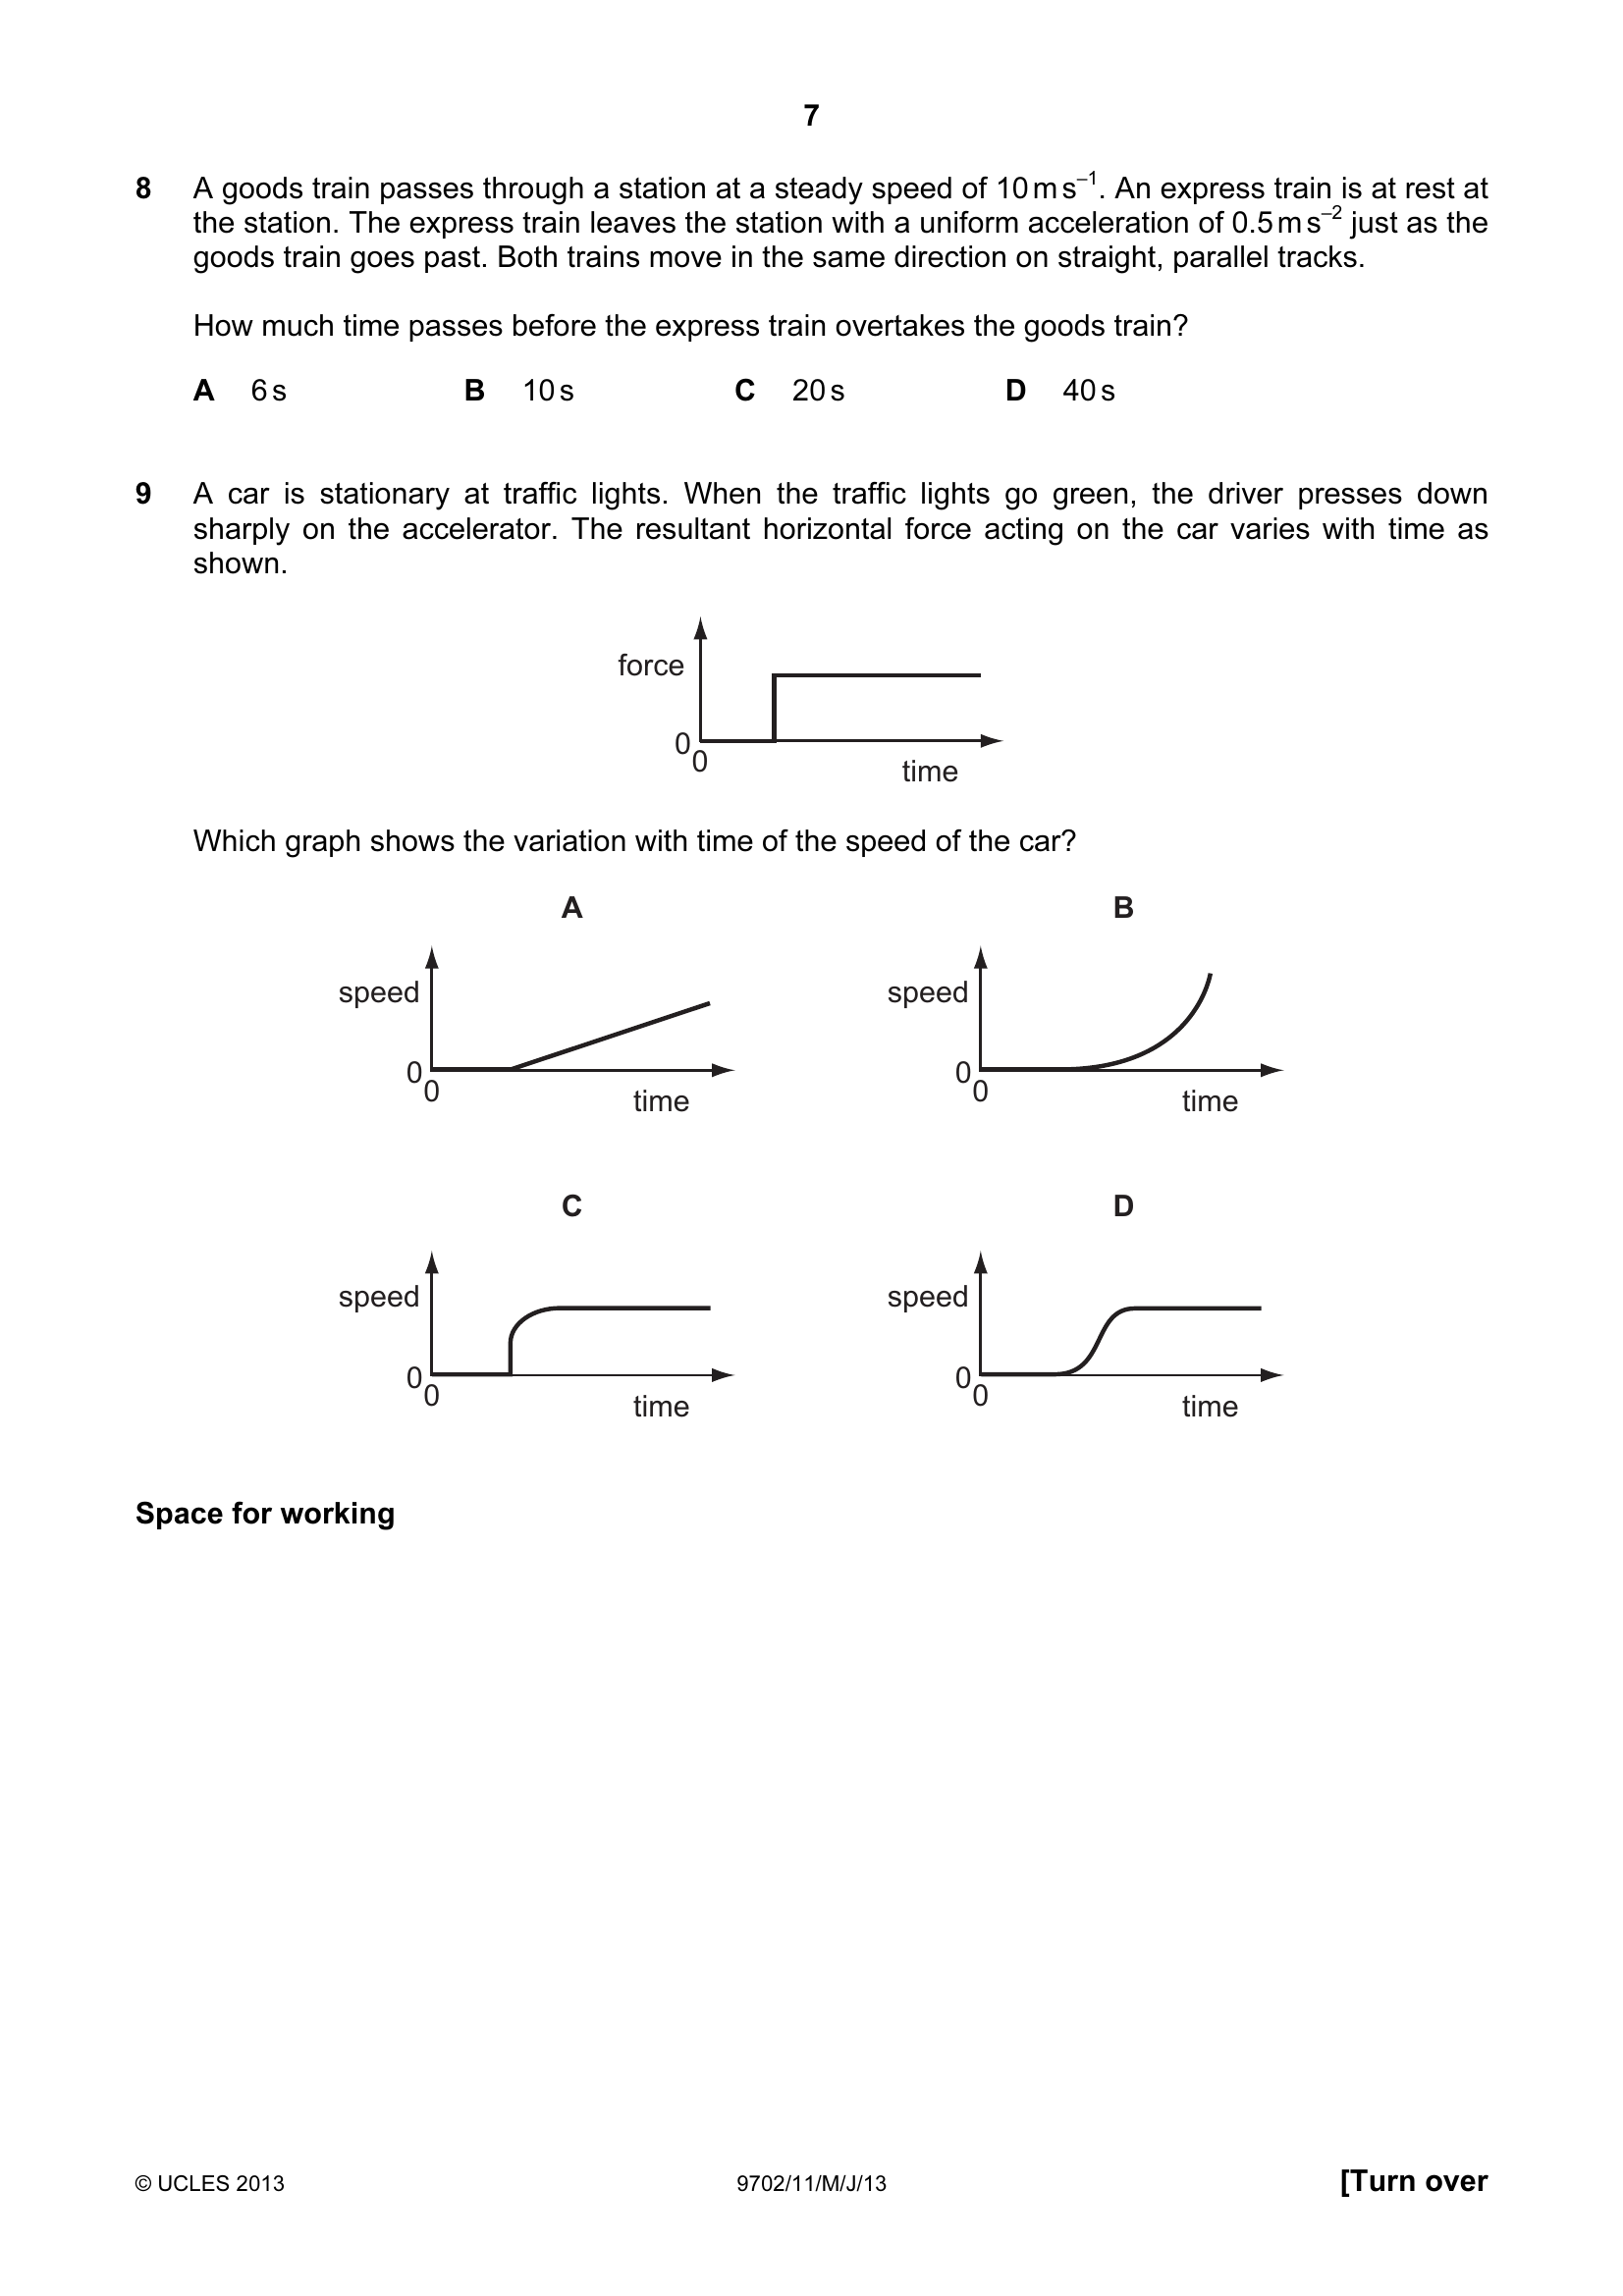 7
8 A goods train passes through a station at a steady speed of 10 m s⁻¹. An express train is at rest at
the station. The express train leaves the station with a uniform acceleration of 0.5 m s⁻² just as the
goods train goes past. Both trains move in the same direction on straight, parallel tracks.
How much time passes before the express train overtakes the goods train?
A 6 s B 10 s C 20 s D 40 s
9 A car is stationary at traffic lights. When the traffic lights go green, the driver presses down
sharply on the accelerator. The resultant horizontal force acting on the car varies with time as
shown.
force
0
0
time
Which graph shows the variation with time of the speed of the car?
A
speed
0
0
time
B
speed
0
0
time
C
speed
0
0
time
D
speed
0
0
time
Space for working
© UCLES 2013 9702/11/M/J/13 [Turn over